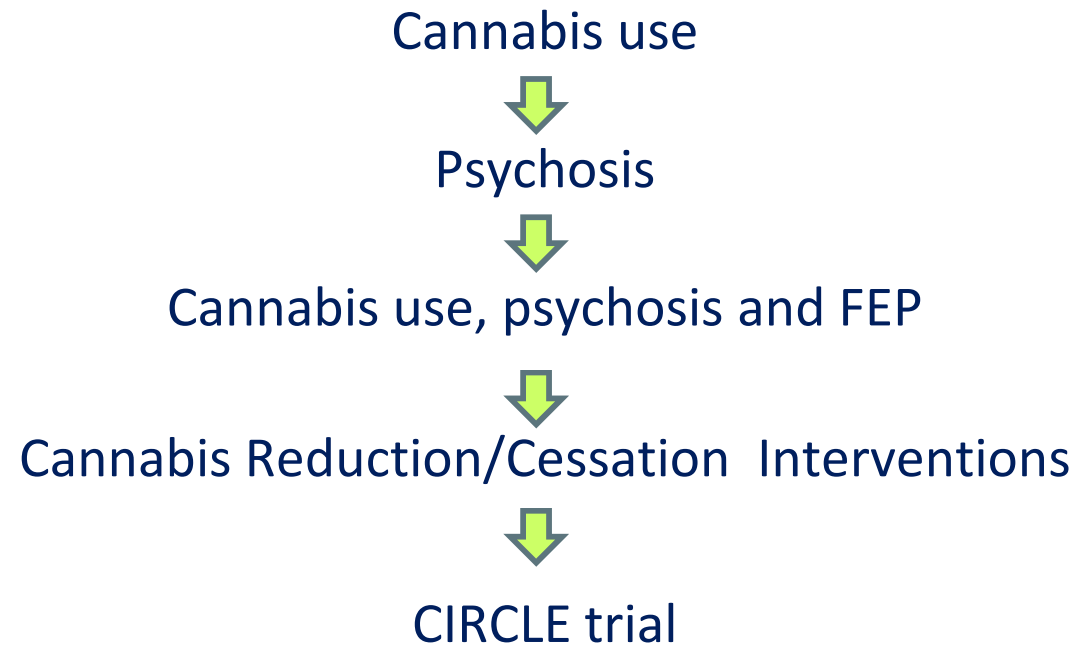 Cannabis use
Psychosis
Cannabis use, psychosis and FEP
Cannabis Reduction/Cessation  Interventions
CIRCLE trial